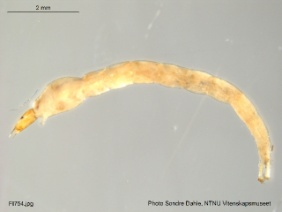 2 mm
Fil754.jpg
Photo Sondre Dahle, NTNU Vitenskapsmuseet